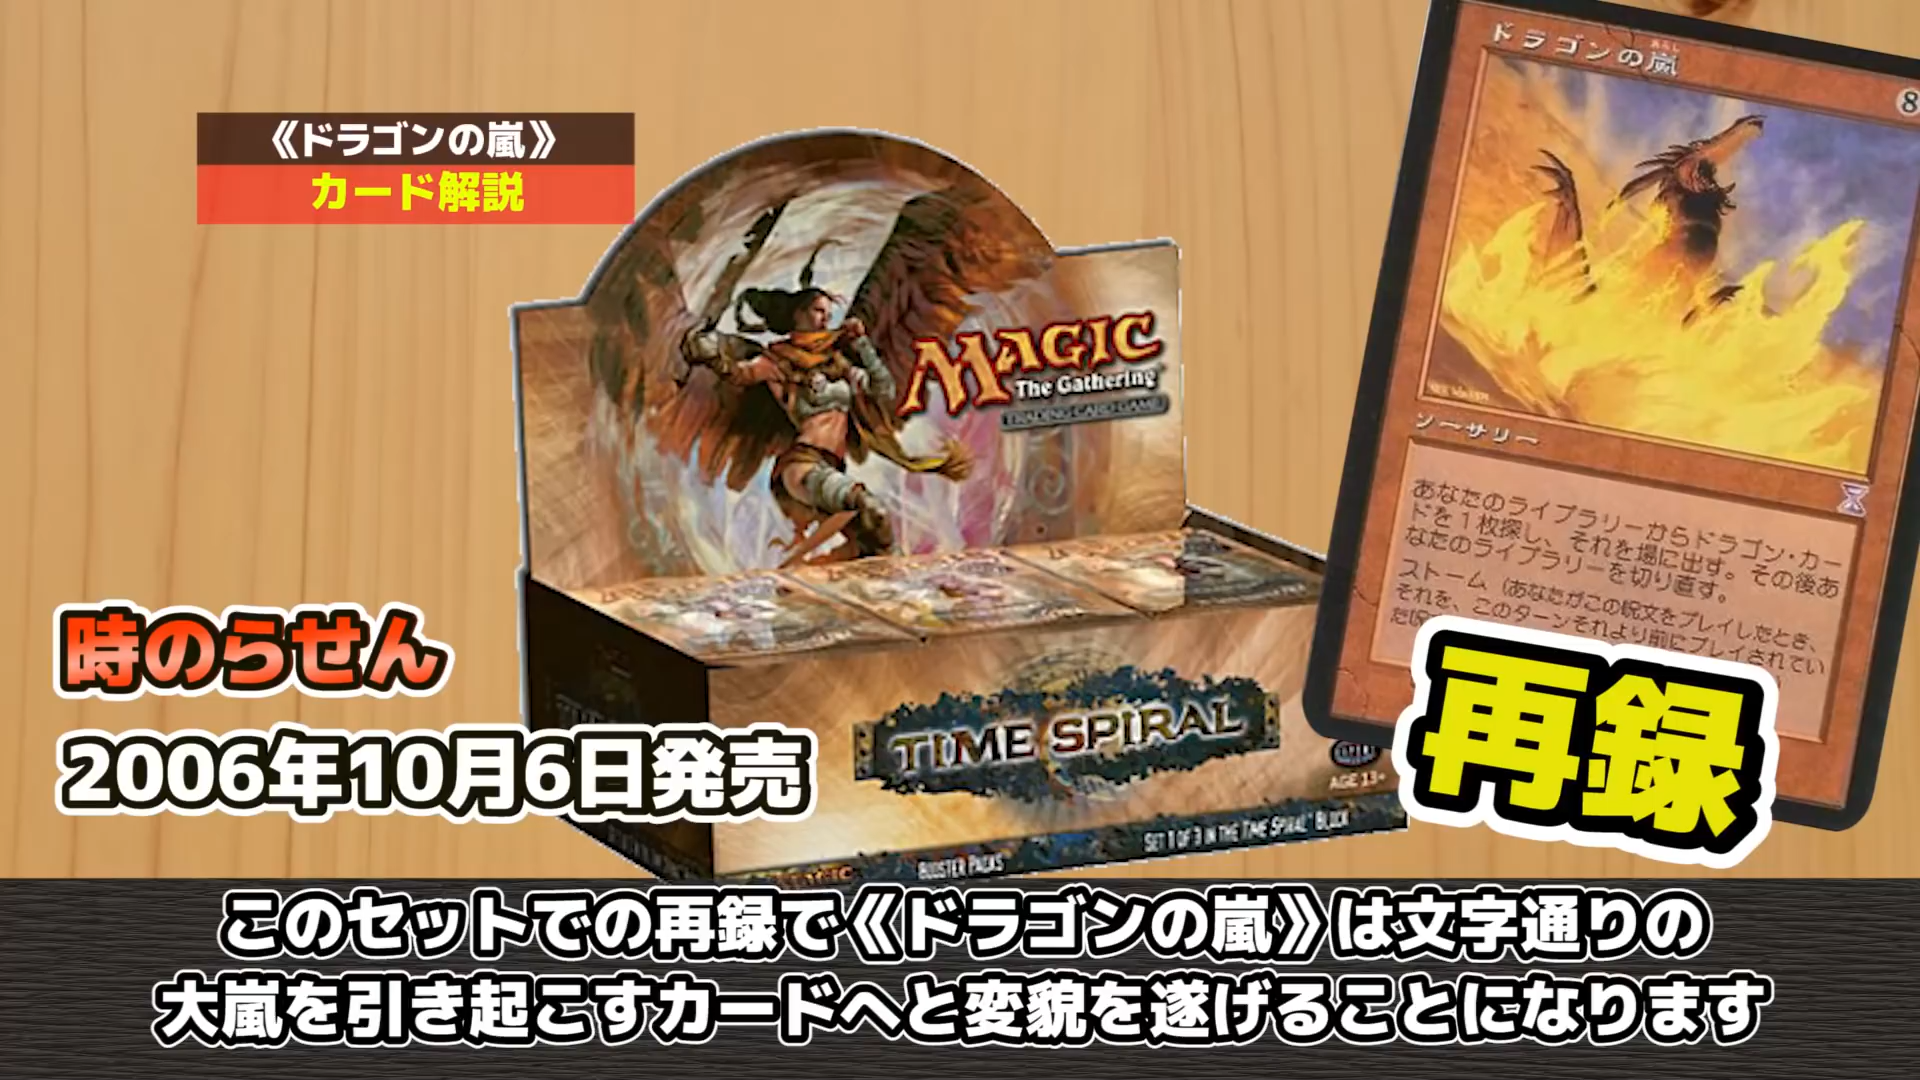 《ドラゴンの嵐》
カード解説
ドラゴンの嵐
あらし
8
MAGIC
The Gathering
TRADING CARD GAME
ソーサリー
あなたのライブラリーからドラゴン・カー
ドを1枚探し、それを場に出す。その後あ
なたのライブラリーを切り直す。
ストーム（あなたがこの呪文をプレイしたとき、
それを、このターンそれより前にプレイされてい
た呪
再録
時のらせん
2006年10月6日発売
TIME SPIRAL
AGE 13+
SET 1 OF 3 IN THE TIME SPIRAL BLOCK
BOOSTER PACKS
MAGIC
このセットでの再録で《ドラゴンの嵐》は文字通りの
大嵐を引き起こすカードへと変貌を遂げることになります